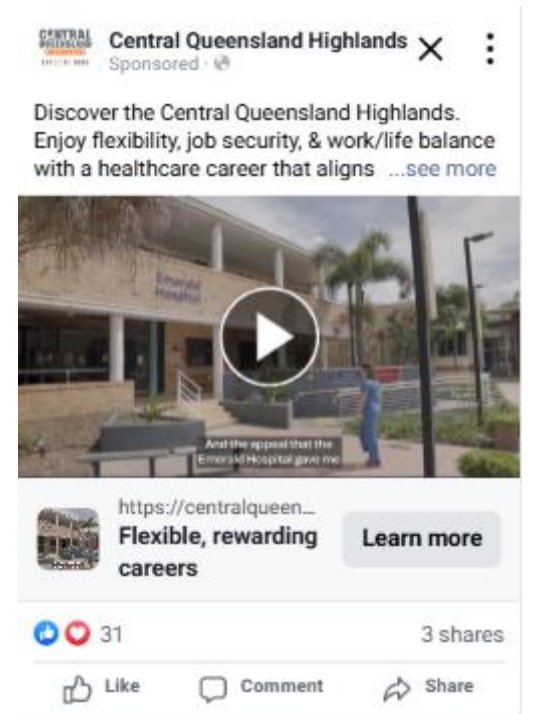 CENTRAL
QUEENSLAND
Central Queensland Highlands
Sponsored ·
Discover the Central Queensland Highlands.
Enjoy flexibility, job security, & work/life balance
with a healthcare career that aligns ...see more
Emerald
Hospital
And the appeal that the
Emerald Hospital gave me
https://centralqueen...
Flexible, rewarding
careers
Learn more
31
3 shares
Like
Comment
Share